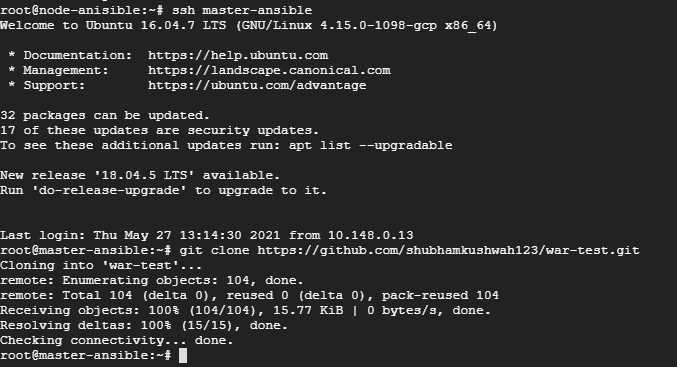 root@node-anisible:~# ssh master-ansible
Welcome to Ubuntu 16.04.7 LTS (GNU/Linux 4.15.0-1098-gcp x86_64)
* Documentation:  https://help.ubuntu.com
* Management:     https://landscape.canonical.com
* Support:        https://ubuntu.com/advantage
32 packages can be updated.
17 of these updates are security updates.
To see these additional updates run: apt list --upgradable
New release '18.04.5 LTS' available.
Run 'do-release-upgrade' to upgrade to it.
Last login: Thu May 27 13:14:30 2021 from 10.148.0.13
root@master-ansible:~# git clone https://github.com/shubhamkushwah123/war-test.git
Cloning into 'war-test'...
remote: Enumerating objects: 104, done.
remote: Total 104 (delta 0), reused 0 (delta 0), pack-reused 104
Receiving objects: 100% (104/104), 15.77 KiB | 0 bytes/s, done.
Resolving deltas: 100% (15/15), done.
Checking connectivity... done.
root@master-ansible:~#